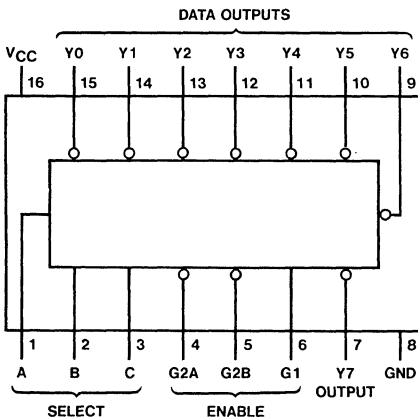 DATA OUTPUTS
VCC Y0 Y1 Y2 Y3 Y4 Y5 Y6
16 15 14 13 12 11 10 9
1 2 3 4 5 6 7 8
A B C G2A G2B G1 Y7 GND
OUTPUT
SELECT ENABLE